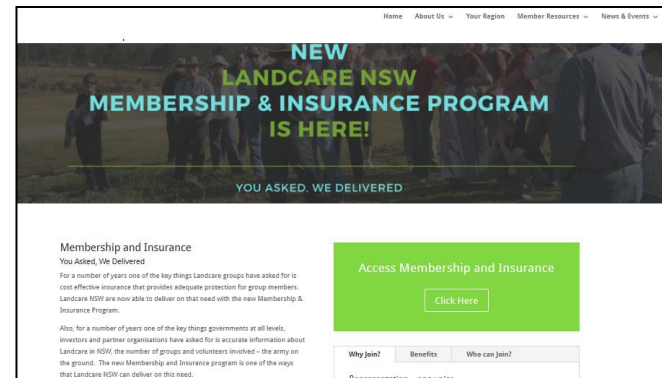 Home About Us Your Region Member Resources News & Events
NEW
LANDCARE NSW
MEMBERSHIP & INSURANCE PROGRAM
IS HERE!
YOU ASKED, WE DELIVERED
Membership and Insurance
You Asked, We Delivered
For a number of years one of the key things Landcare groups have asked for is
cost effective insurance that provides adequate protection for group members.
Landcare NSW are now able to deliver on that need with the new Membership &
Insurance Program.
Also, for a number of years one of the key things governments at all levels,
investors and partner organisations have asked for is accurate information about
Landcare in NSW, the number of groups and volunteers involved – the army on
the ground. The new Membership and Insurance program is one of the ways
that Landcare NSW can deliver on this need.
Access Membership and Insurance
Click Here
Why Join? Benefits Who can Join?